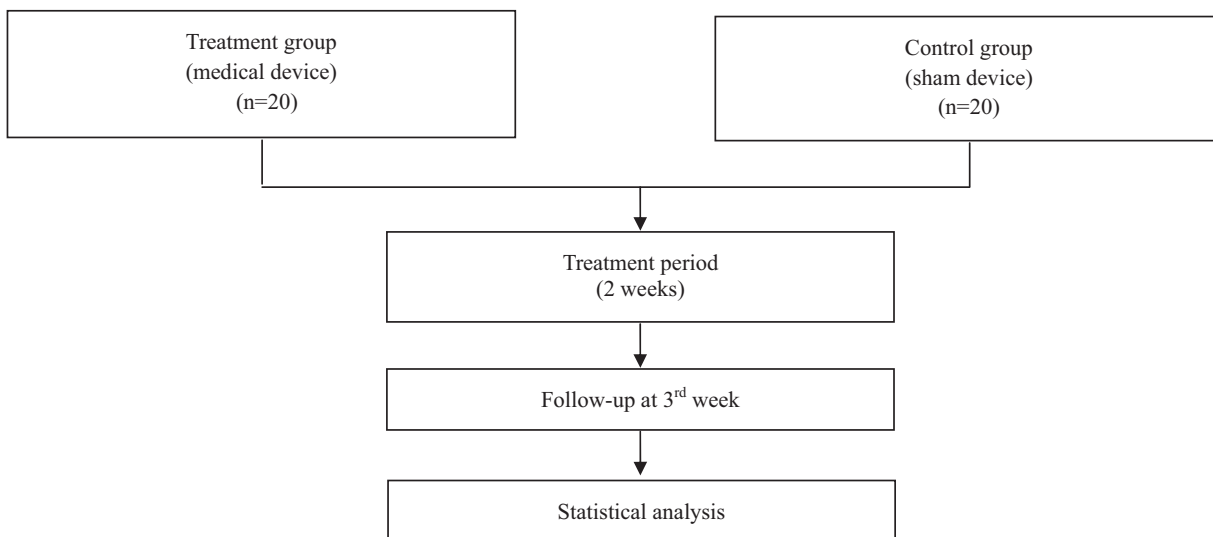 Treatment group
(medical device)
(n=20)
Control group
(sham device)
(n=20)
Treatment period
(2 weeks)
Follow-up at 3rd week
Statistical analysis